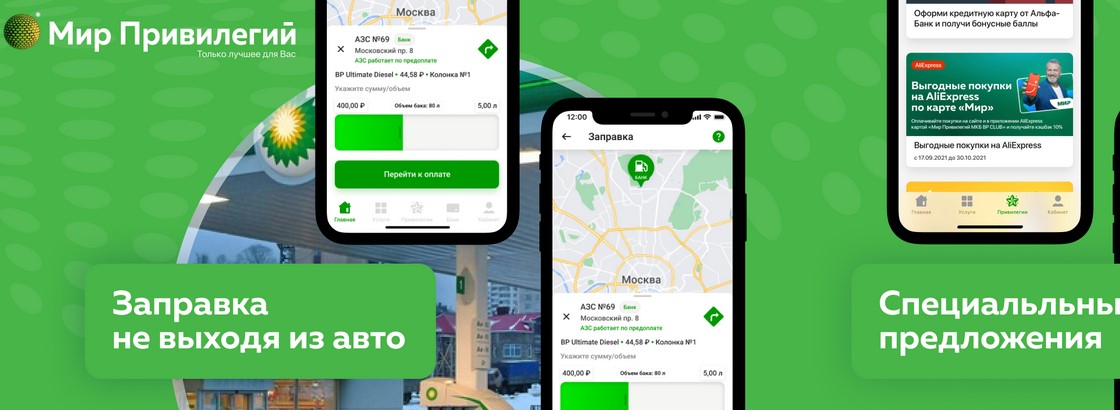 Мир Привилегий
Только лучшее для Вас
Москва
АЗС №69 Банк
Московский пр. 8
АЗС работает по предоплате
BP Ultimate Diesel • 44,58 ₽ • Колонка №1
Укажите сумму/объем
400,00 ₽ Объем бака: 80 л 5,00 л
Перейти к оплате
Главная Услуги Привилегии Банк Кабинет
Заправка
не выходя из авто
12:00
Заправка ?
БАНК
Москва
АЗС №69 Банк
Московский пр. 8
АЗС работает по предоплате
BP Ultimate Diesel • 44,58 ₽ • Колонка №1
Укажите сумму/объем
400,00 ₽ Объем бака: 80 л 5,00 л
Оформи кредитную карту от Альфа-
Банк и получи бонусные баллы
AliExpress
Выгодные покупки
на AliExpress
по карте «Мир»
МИР
Оплачивайте покупки на сайте и в приложении AliExpress
картой «Мир Привилегий МКБ BP CLUB» и получайте кэшбэк 10%
Выгодные покупки на AliExpress
с 17.09.2021 до 30.10.2021
Главная Услуги Привилегии Кабинет
Специальльны
предложения